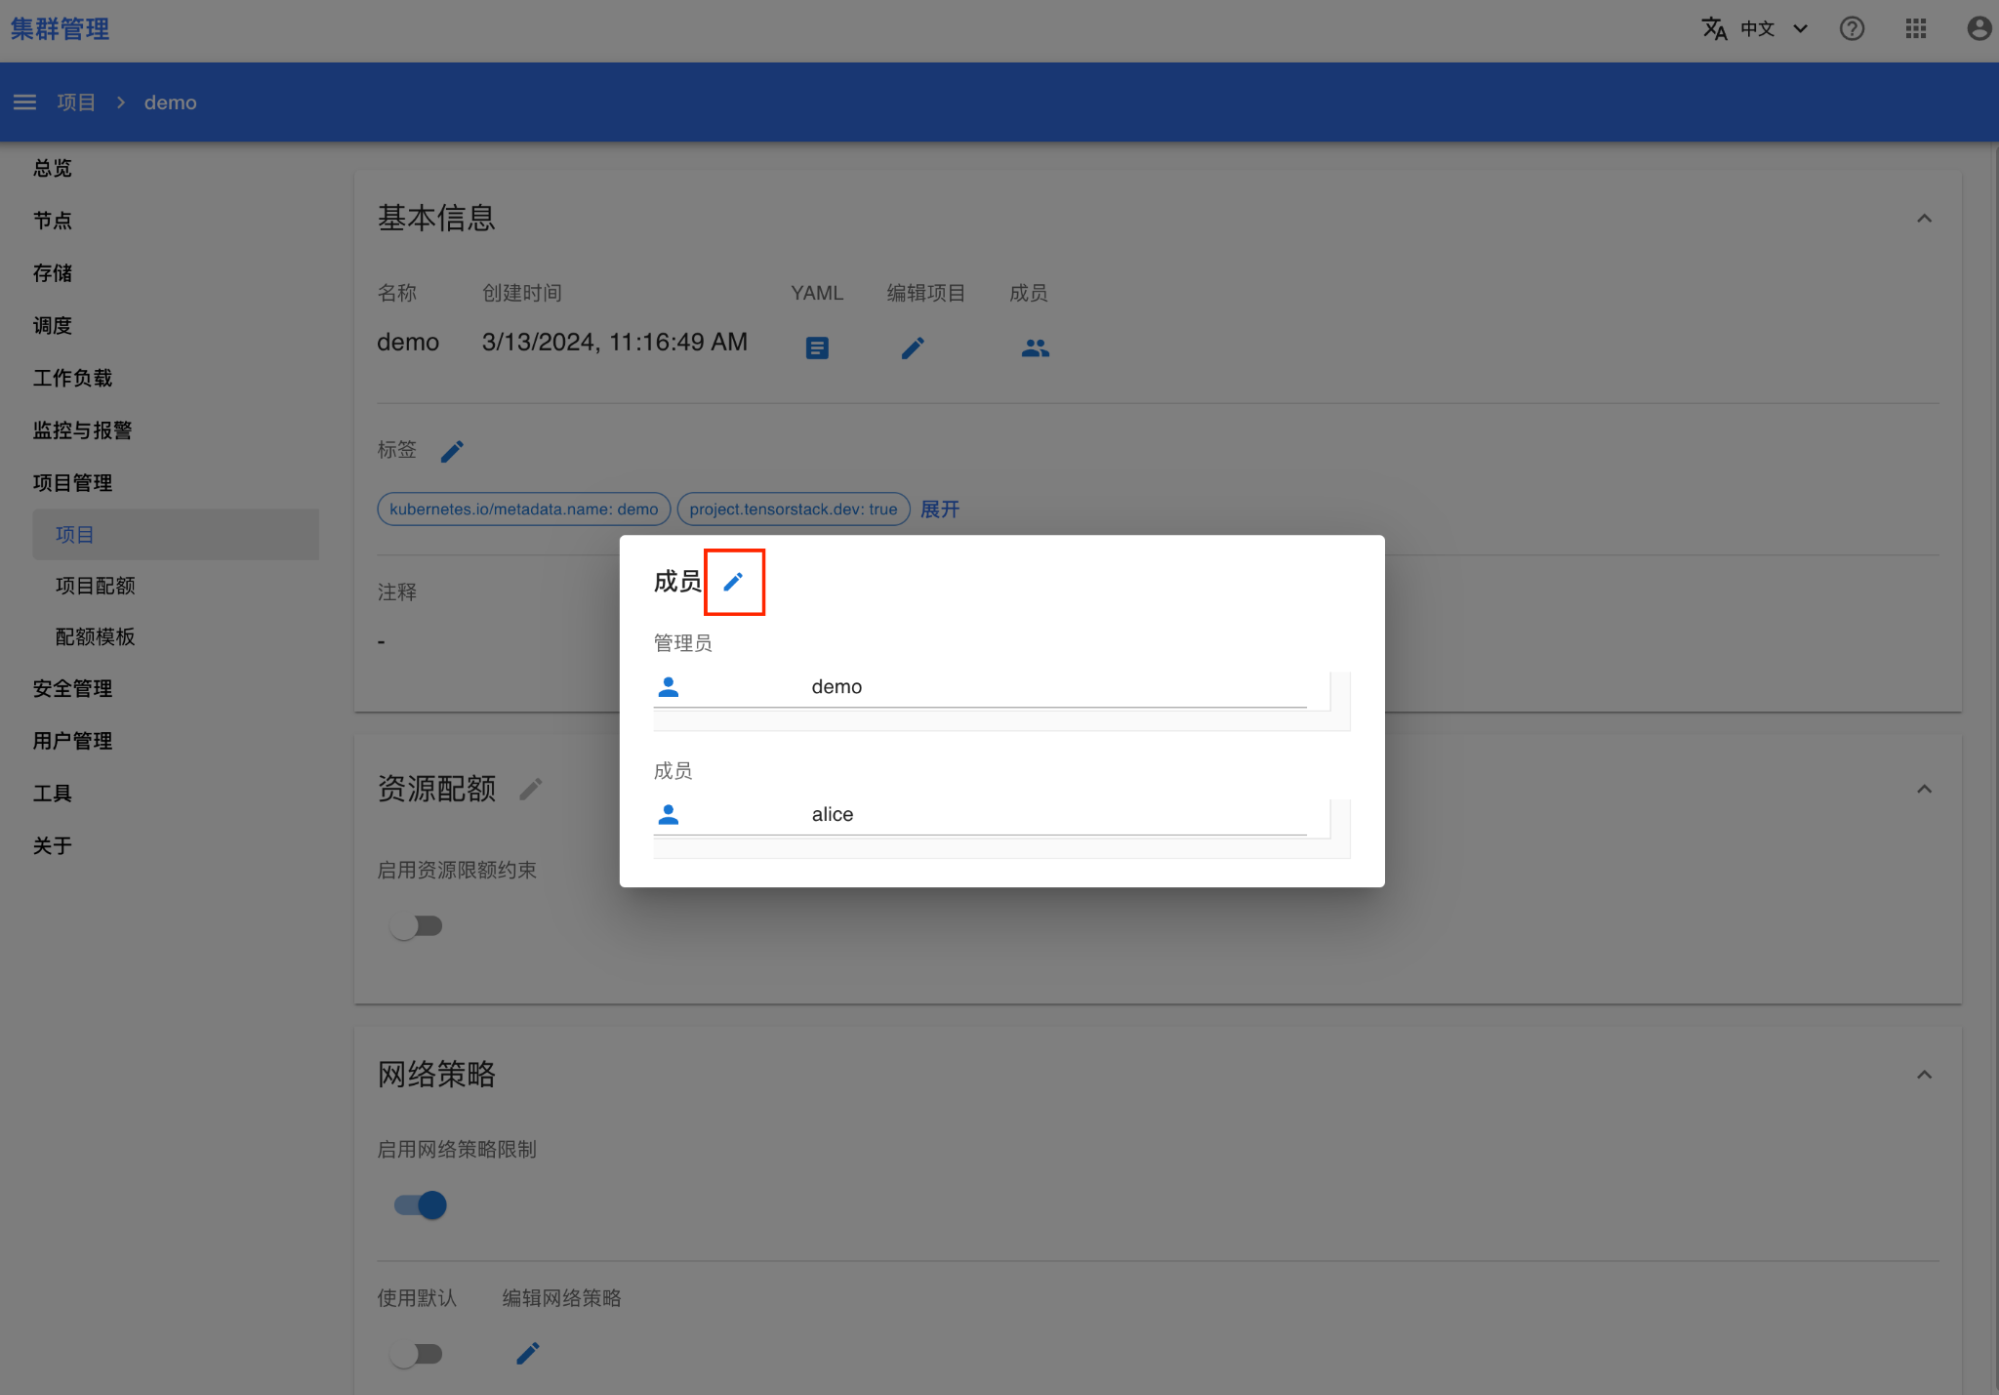 集群管理
中文
项目 > demo
总览
节点
存储
调度
工作负载
监控与报警
项目管理
项目
项目配额
配额模板
安全管理
用户管理
工具
关于
基本信息
名称 创建时间 YAML 编辑项目 成员
demo 3/13/2024, 11:16:49 AM
标签
kubernetes.io/metadata.name: demo project.tensorstack.dev: true 展开
注释
-
成员
管理员
demo
成员
alice
资源配额
启用资源限额约束
网络策略
启用网络策略限制
使用默认 编辑网络策略